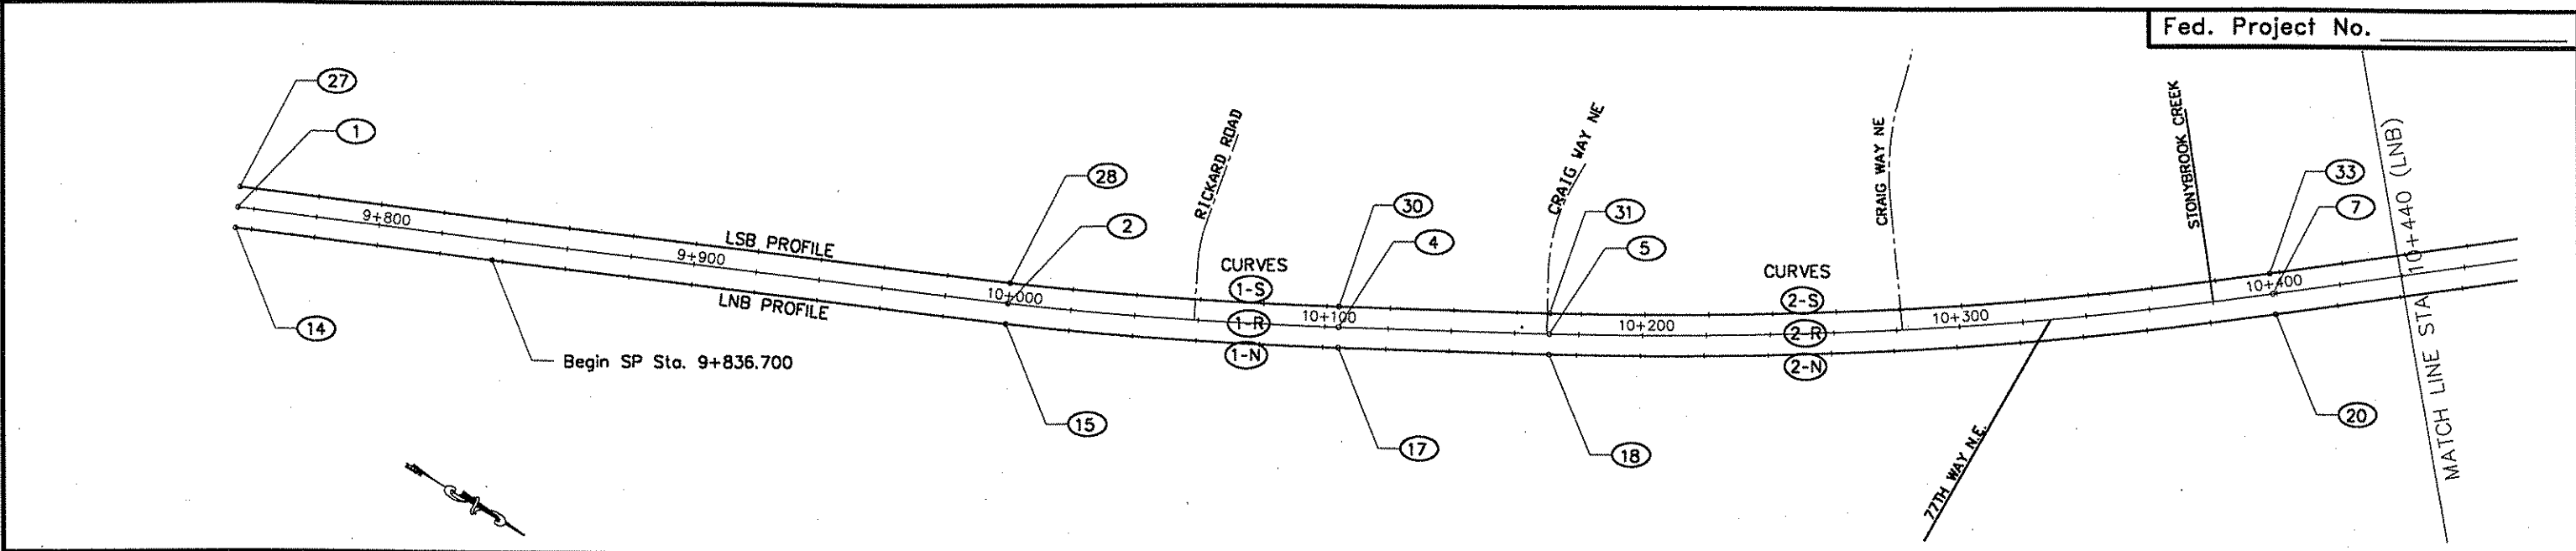 Fed. Project No.
27
1
9+800
14
Begin SP Sta. 9+836.700
LSB PROFILE
9+900
LNB PROFILE
28
2
10+000
15
RICKARD ROAD
CURVES
1-S
1-R
1-N
30
4
10+100
17
CRAIG WAY NE
31
5
10+200
18
CURVES
2-S
2-R
2-N
CRAIG WAY NE
10+300
77TH WAY N.E.
STONYBROOK CREEK
33
7
10+400
20
MATCH LINE STA 10+440 (LNB)